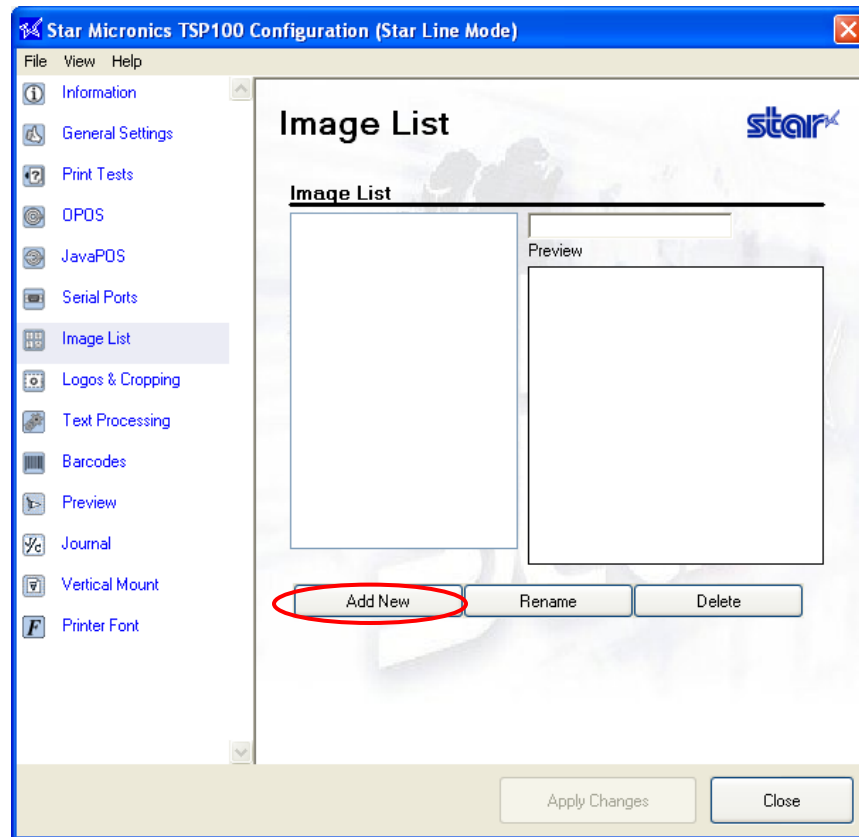 Star Micronics TSP100 Configuration (Star Line Mode)
File View Help
Information
General Settings
Print Tests
OPOS
JavaPOS
Serial Ports
Image List
Logos & Cropping
Text Processing
Barcodes
Preview
Journal
Vertical Mount
Printer Font
Image List
star
Image List
Preview
Add New Rename Delete
Apply Changes Close